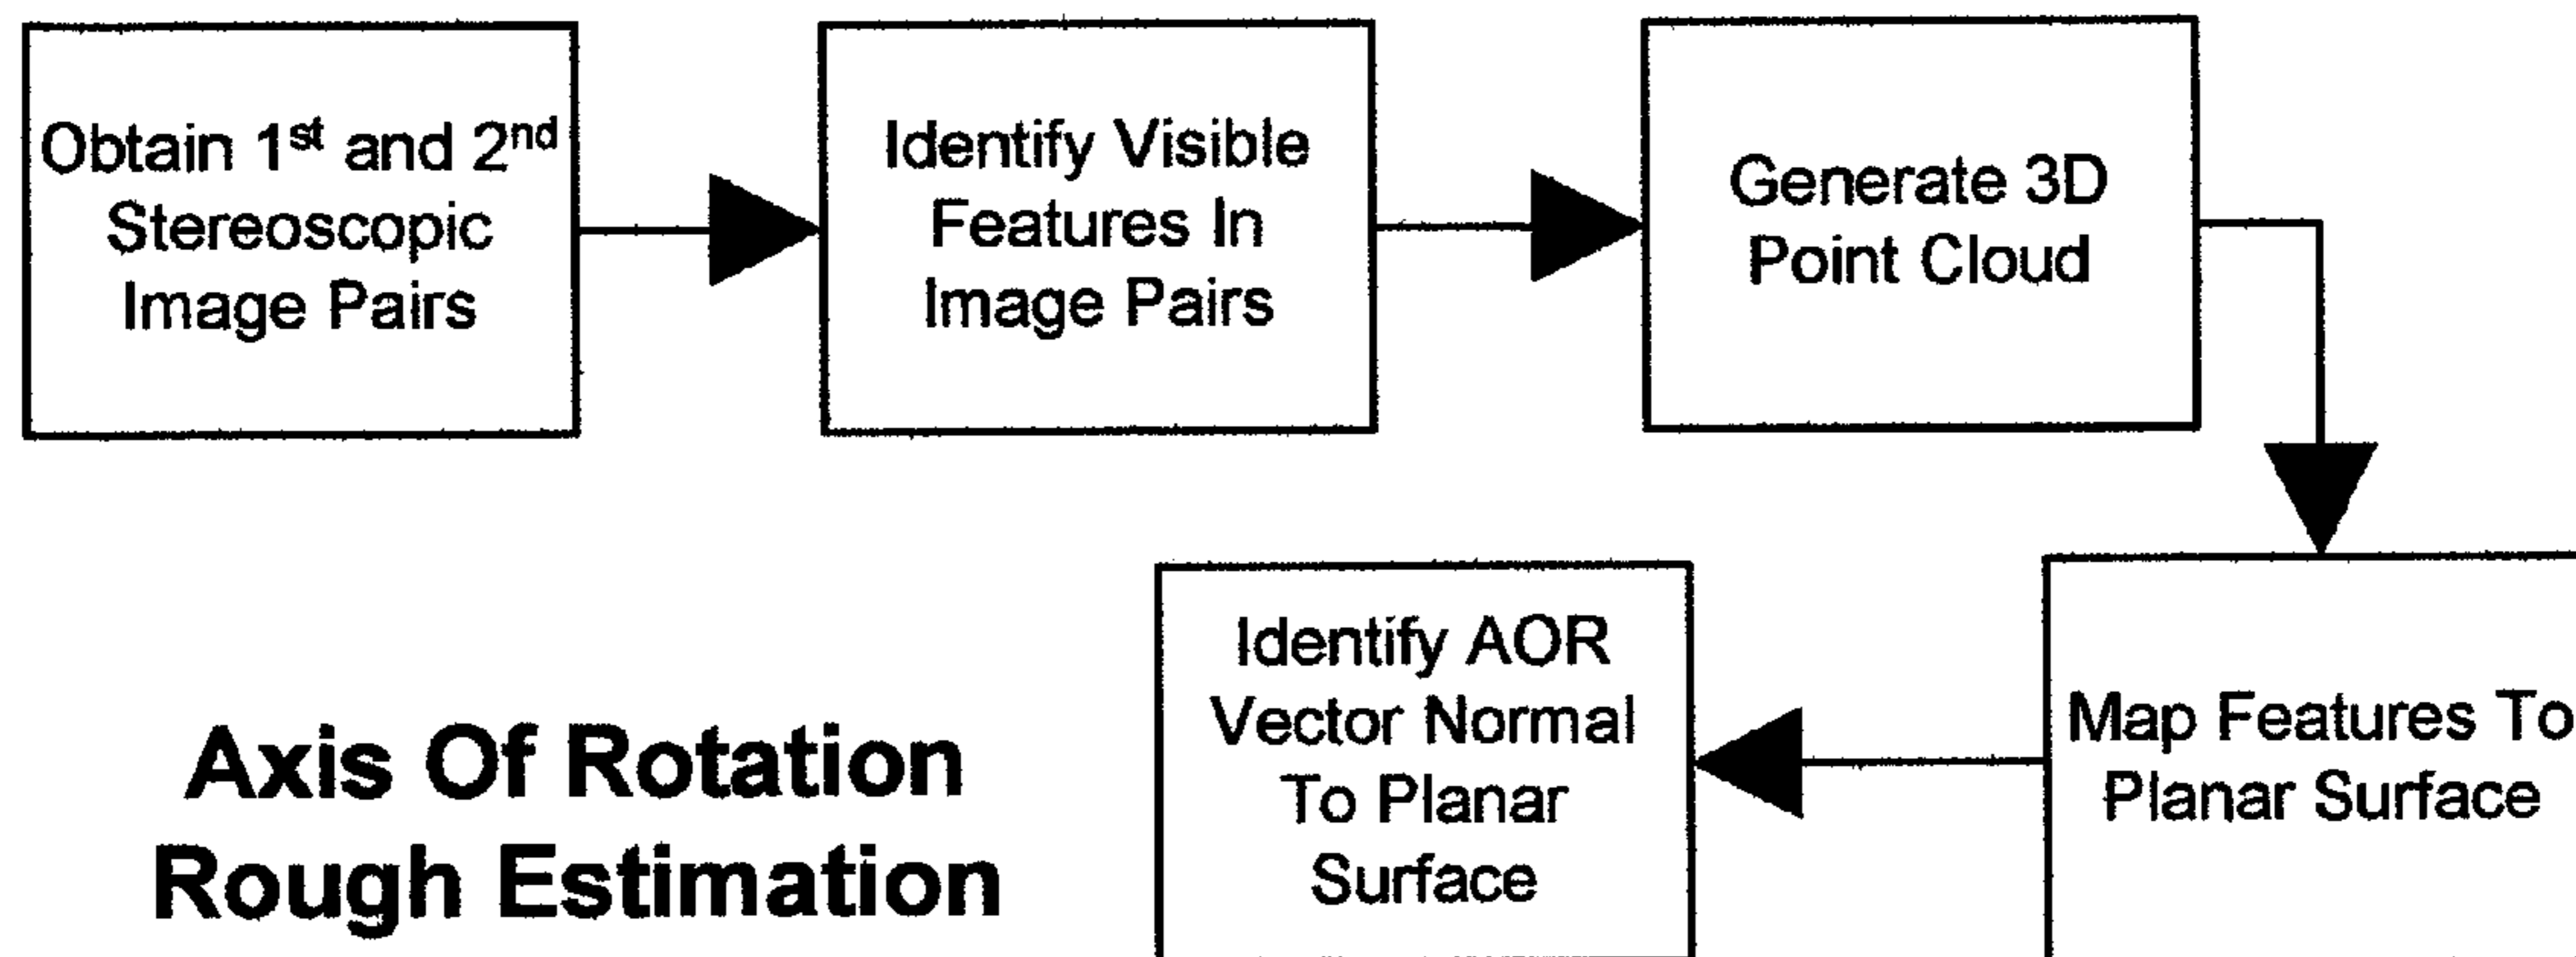 Obtain 1st and 2nd
Stereoscopic
Image Pairs
Identify Visible
Features In
Image Pairs
Generate 3D
Point Cloud
Map Features To
Planar Surface
Identify AOR
Vector Normal
To Planar
Surface
Axis Of Rotation
Rough Estimation